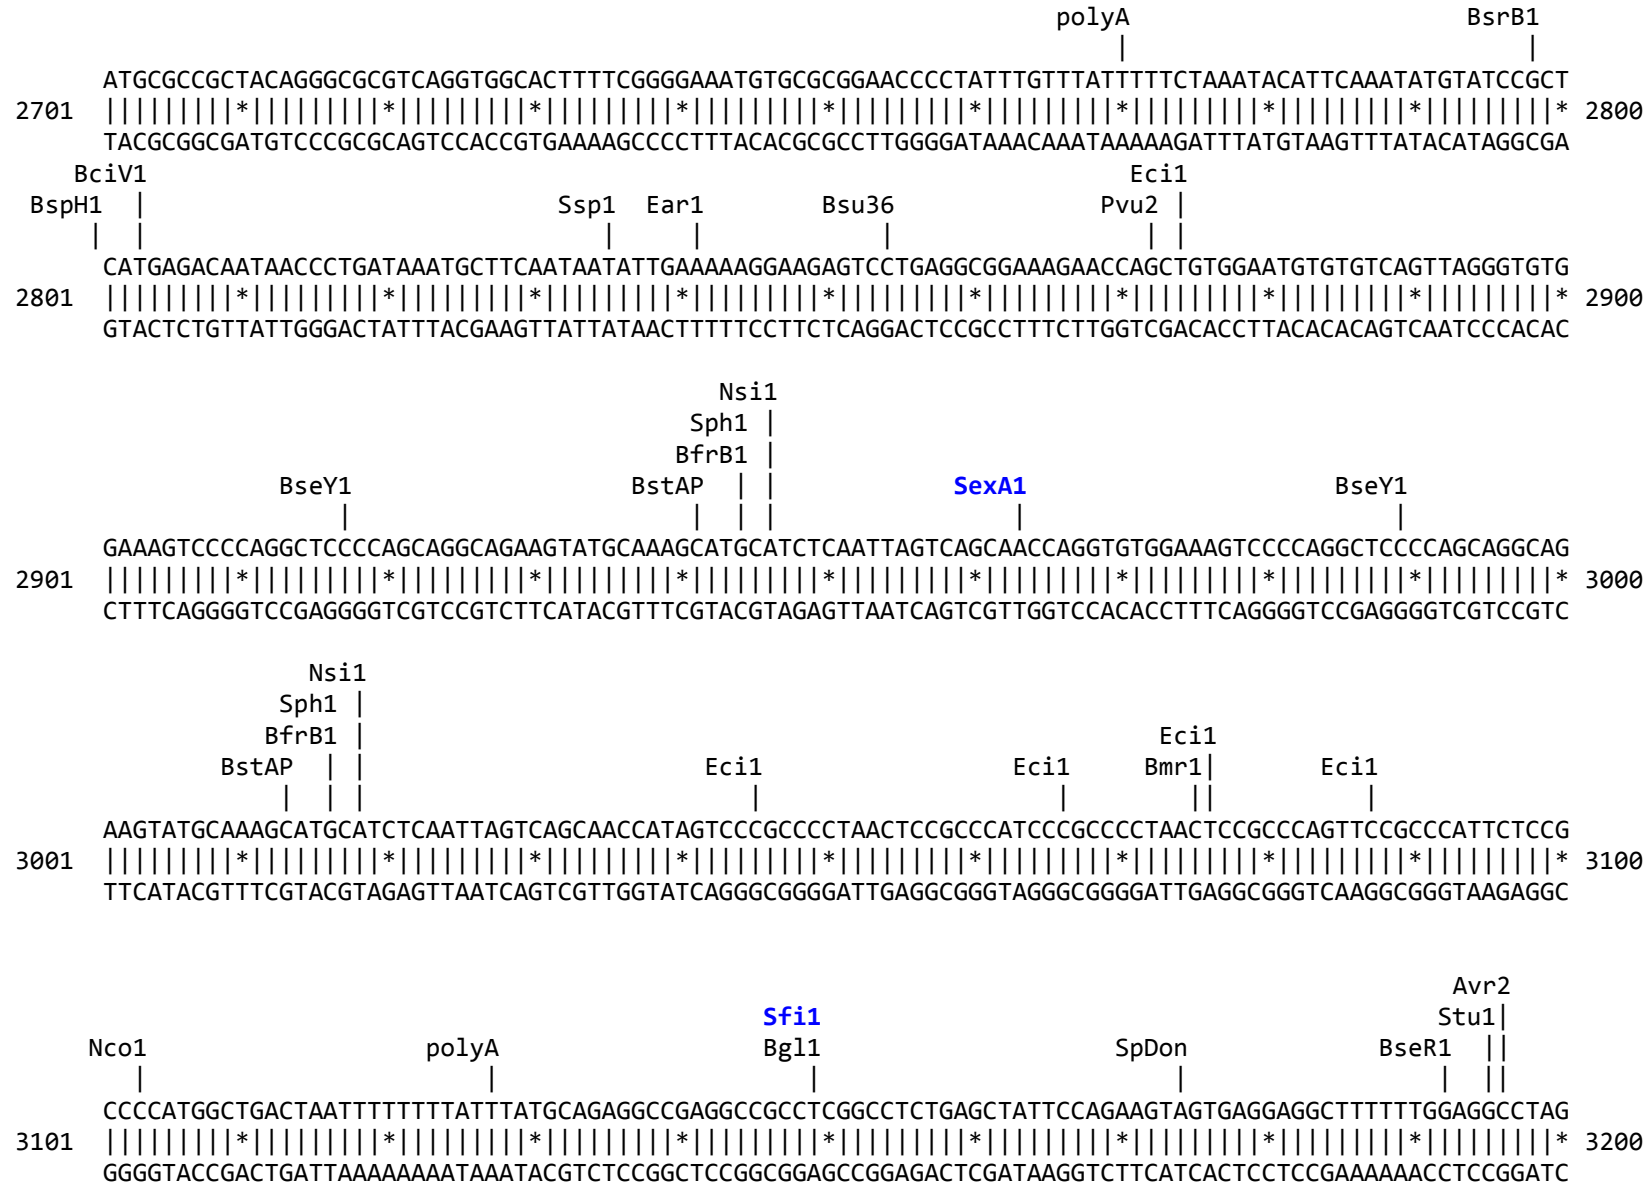 polyA BsrB1
| |
ATGCGCCGCTACAGGGCGCGTCAGGTGGCACTTTTCGGGGAAATGTGCGCGGAACCCCTATTTGTTTATTTTTCTAAATACATTCAAATATGTATCCGCT
2701 |||||||||*|||||||||*|||||||||*|||||||||*|||||||||*|||||||||*|||||||||*|||||||||*|||||||||*|||||||||* 2800
TACGCGGCGATGTCCCGCGCAGTCCACCGTGAAAAGCCCCTTTACACGCGCCTTGGGGATAAACAAATAAAAAGATTTATGTAAGTTTATACATAGGCGA
BciV1 Eci1
BspH1 | Ssp1 Ear1 Bsu36 Pvu2 |
| | | | | | |
CATGAGACAATAACCCTGATAAATGCTTCAATAATATTGAAAAAGGAAGAGTCCTGAGGCGGAAAGAACCAGCTGTGGAATGTGTGTCAGTTAGGGTGTG
2801 |||||||||*|||||||||*|||||||||*|||||||||*|||||||||*|||||||||*|||||||||*|||||||||*|||||||||*|||||||||* 2900
GTACTCTGTTATTGGGACTATTTACGAAGTTATTATAACTTTTTCCTTCTCAGGACTCCGCCTTTCTTGGTCGACACCTTACACACAGTCAATCCCACAC
Nsi1
Sph1 |
BfrB1 |
BseY1 BstAP | | SexA1 BseY1
| | | | | |
GAAAGTCCCCAGGCTCCCCAGCAGGCAGAAGTATGCAAAGCATGCATCTCAATTAGTCAGCAACCAGGTGTGGAAAGTCCCCAGGCTCCCCAGCAGGCAG
2901 |||||||||*|||||||||*|||||||||*|||||||||*|||||||||*|||||||||*|||||||||*|||||||||*|||||||||*|||||||||* 3000
CTTTCAGGGGTCCGAGGGGTCGTCCGTCTTCATACGTTTCGTACGTAGAGTTAATCAGTCGTTGGTCCACACCTTTCAGGGGTCCGAGGGGTCGTCCGTC
Nsi1
Sph1 |
BfrB1 | Eci1
BstAP | | Eci1 Eci1 Bmr1| Eci1
| | | | | || |
AAGTATGCAAAGCATGCATCTCAATTAGTCAGCAACCATAGTCCCGCCCCTAACTCCGCCCATCCCGCCCCTAACTCCGCCCAGTTCCGCCCATTCTCCG
3001 |||||||||*|||||||||*|||||||||*|||||||||*|||||||||*|||||||||*|||||||||*|||||||||*|||||||||*|||||||||* 3100
TTCATACGTTTCGTACGTAGAGTTAATCAGTCGTTGGTATCAGGGCGGGGATTGAGGCGGGTAGGGCGGGGATTGAGGCGGGTCAAGGCGGGTAAGAGGC
Avr2
Sfi1 Stu1|
Nco1 polyA Bgl1 SpDon BseR1 ||
| | | | | ||
CCCCATGGCTGACTAATTTTTTTTATTTATGCAGAGGCCGAGGCCGCCTCGGCCTCTGAGCTATTCCAGAAGTAGTGAGGAGGCTTTTTTGGAGGCCTAG
3101 |||||||||*|||||||||*|||||||||*|||||||||*|||||||||*|||||||||*|||||||||*|||||||||*|||||||||*|||||||||* 3200
GGGGTACCGACTGATTAAAAAAAATAAATACGTCTCCGGCTCCGGCGGAGCCGGAGACTCGATAAGGTCTTCATCACTCCTCCGAAAAAACCTCCGGATC